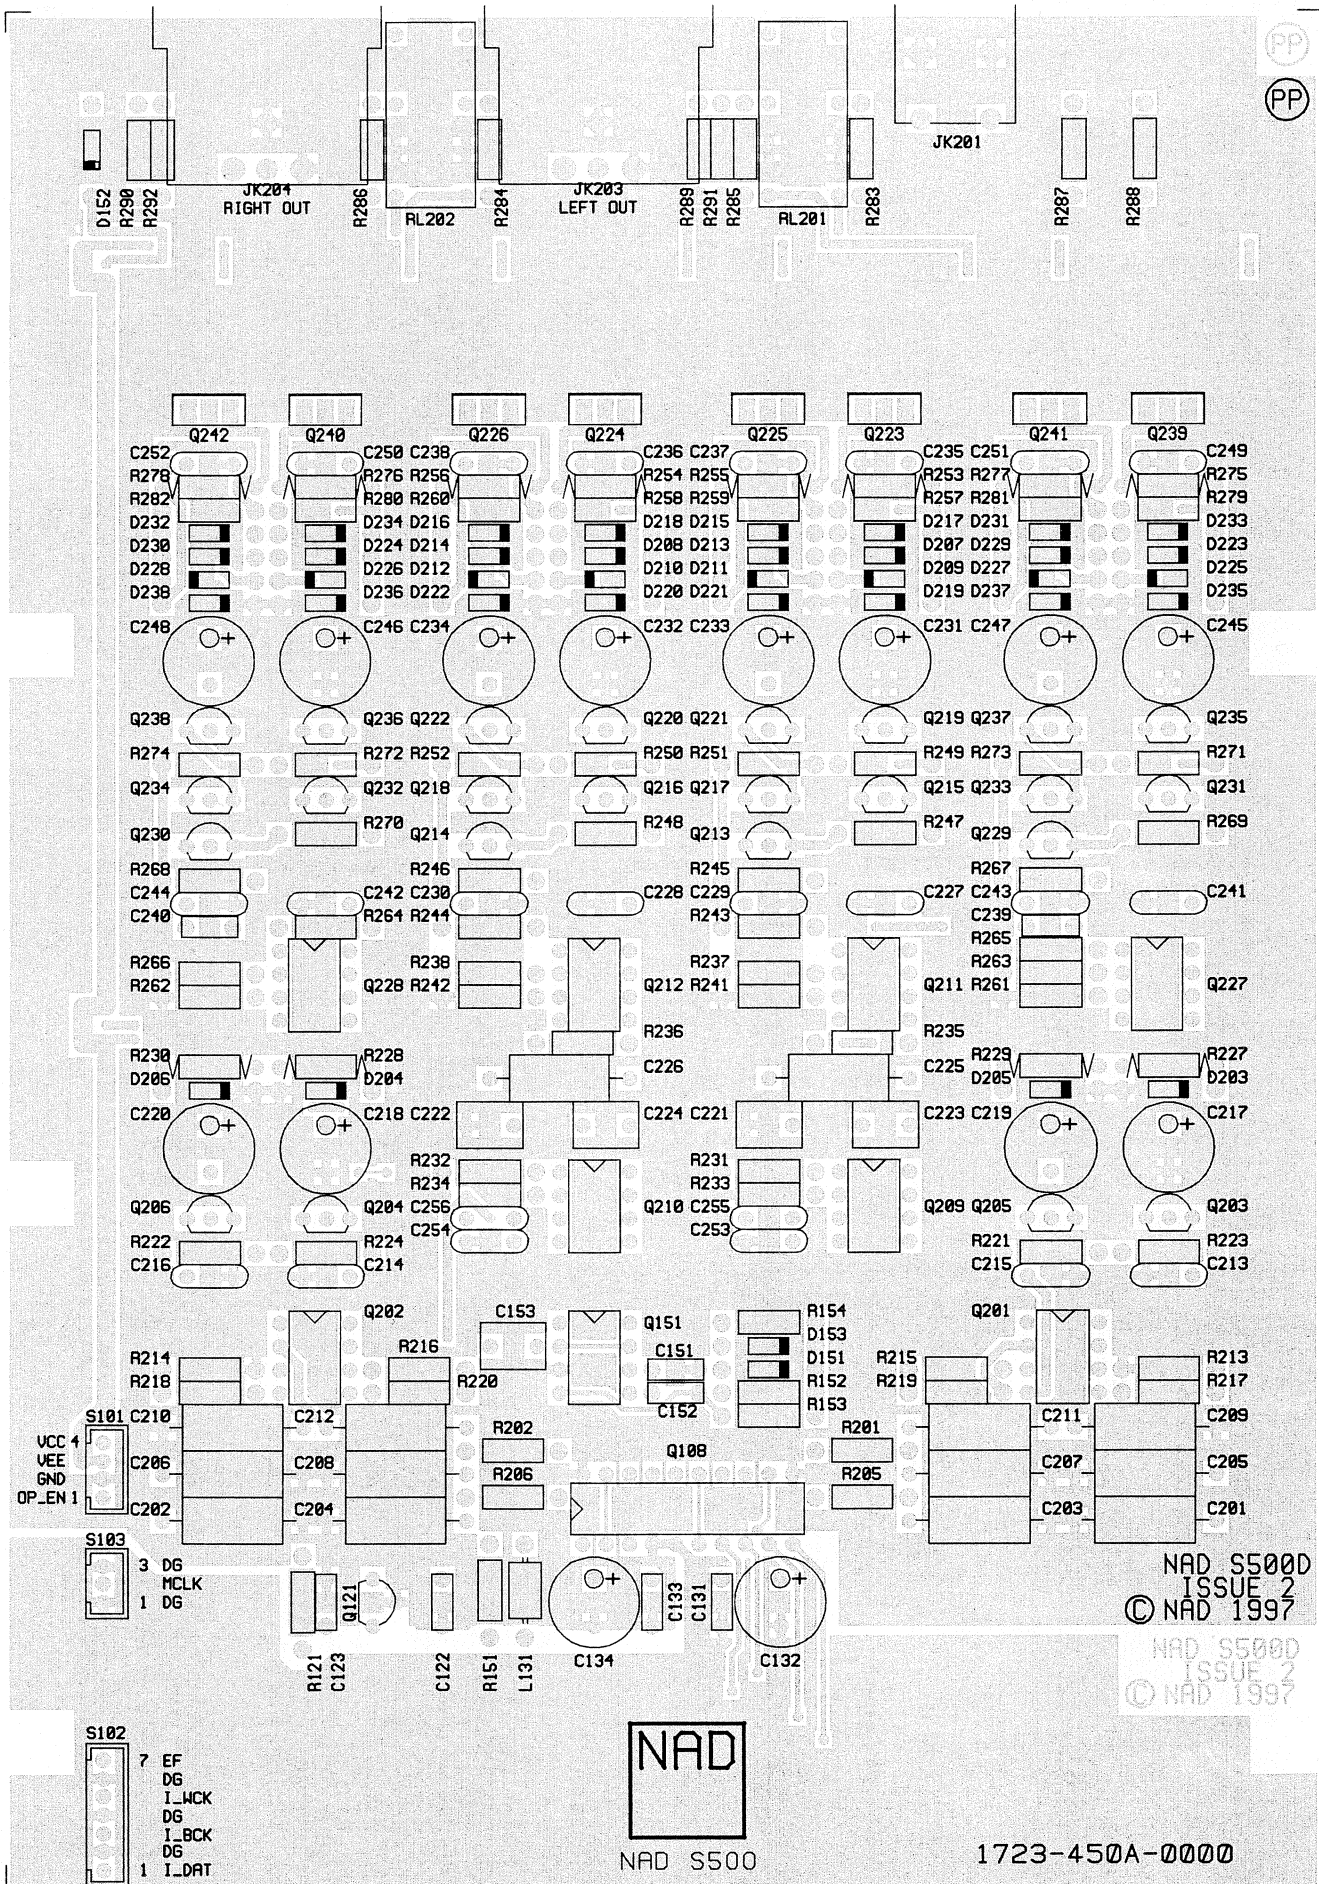 PP
PP
JK201
JK204
RIGHT OUT
JK203
LEFT OUT
D152
R290
R292
R286
RL202
R284
R289
R291
R285
RL201
R283
R287
R288
Q242 Q240 Q226 Q224 Q225 Q223 Q241 Q239
C252 C250 C238 C236 C237 C235 C251 C249
R278 R276 R256 R254 R255 R253 R277 R275
R282 R280 R260 R258 R259 R257 R281 R279
D232 D234 D216 D218 D215 D217 D231 D233
D230 D224 D214 D208 D213 D207 D229 D223
D228 D226 D212 D210 D211 D209 D227 D225
D238 D236 D222 D220 D221 D219 D237 D235
C248 C246 C234 C232 C233 C231 C247 C245
+ + + + + + + +
Q238 Q236 Q222 Q220 Q221 Q219 Q237 Q235
R274 R272 R252 R250 R251 R249 R273 R271
Q234 Q232 Q218 Q216 Q217 Q215 Q233 Q231
R270 R248 R247 R269
Q230 Q214 Q213 Q229
R268 R246 R245 R267
C244 C242 C230 C228 C229 C227 C243 C241
C240 R264 R244 R243 C239
R265
R266 R238 R237 R263
R262 Q228 R242 Q212 R241 Q211 R261 Q227
R236 R235
R230 R228 C226 C225 R229 R227
D206 D204 D205 D203
C220 C218 C222 C224 C221 C223 C219 C217
+ + + +
R232 R231
R234 R233
Q206 Q204 C256 Q210 C255 Q209 Q205 Q203
C254 C253
R222 R224 R221 R223
C216 C214 C215 C213
Q202 C153 Q151 R154 Q201
D153
R216 C151
R214 D151 R215 R213
R218 R220 R152 R219 R217
C152 R153
S101 C210 C212 C211 C209
VCC 4 R202 Q108 R201
VEE C206 C208 C207 C205
GND R206 R205
OP_EN 1
C202 C204 C203 C201
S103
3 DG
MCLK
1 DG
Q121
C133
C131
+ +
NAD S500D
ISSUE 2
© NAD 1997
R121
C123
C122
R151
L131
C134
C132
NAD S500D
ISSUE 2
© NAD 1997
S102
7 EF
DG
I_WCK
DG
I_BCK
DG
1 I_DAT
NAD
NAD S500
1723-450A-0000